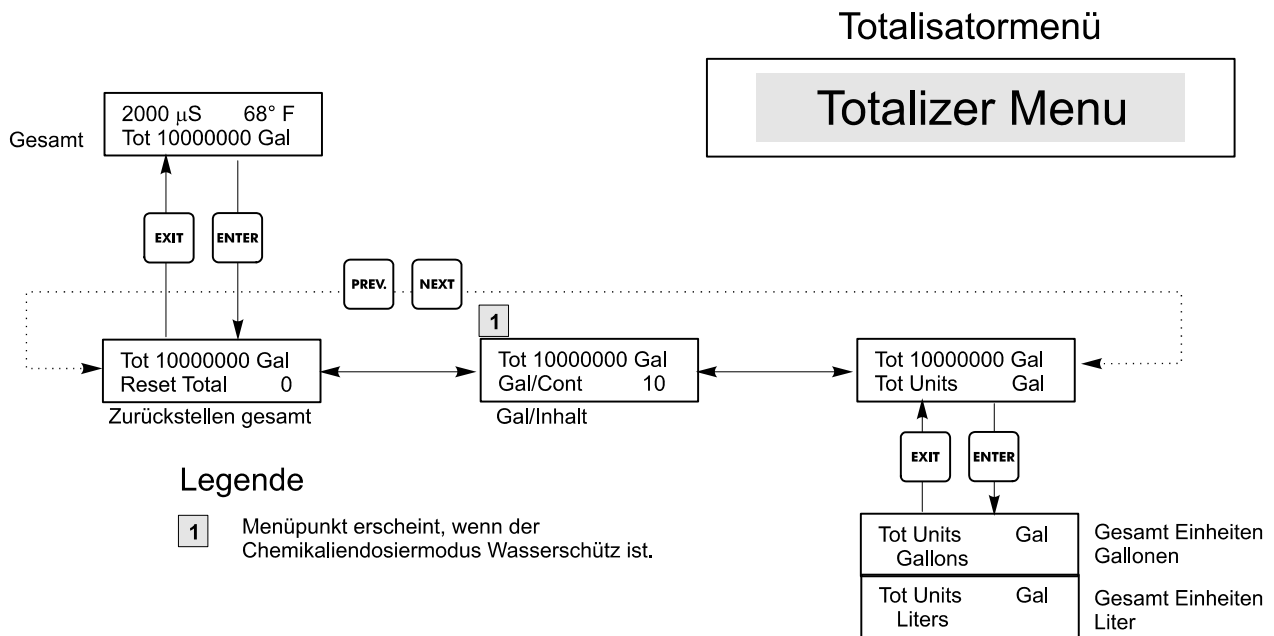 Totalisatormenü
Totalizer Menu
2000 μS 68° F
Tot 10000000 Gal
Gesamt
EXIT
ENTER
PREV.
NEXT
1
Tot 10000000 Gal
Reset Total 0
Zurückstellen gesamt
Tot 10000000 Gal
Gal/Cont 10
Gal/Inhalt
Tot 10000000 Gal
Tot Units Gal
EXIT
ENTER
Legende
1 Menüpunkt erscheint, wenn der
Chemikaliendosiermodus Wasserschütz ist.
Tot Units Gal
Gallons
Gesamt Einheiten
Gallonen
Tot Units Gal
Liters
Gesamt Einheiten
Liter